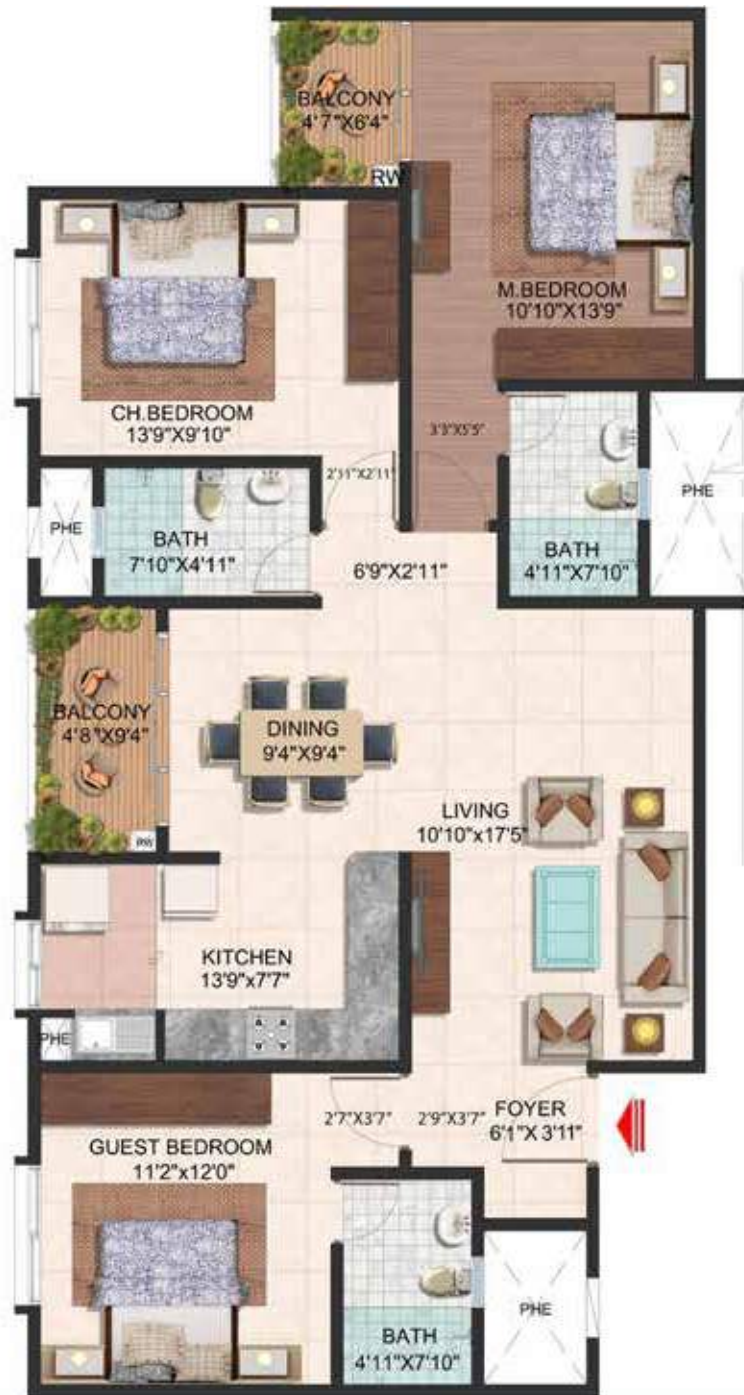 BALCONY
4'7"X6'4"
RW
M.BEDROOM
10'10"X13'9"
CH.BEDROOM
13'9"X9'10"
3'3"X5'5"
2'11"X2'11"
PHE
PHE
BATH
7'10"X4'11"
6'9"X2'11"
BATH
4'11"X7'10"
BALCONY
4'8"X9'4"
DINING
9'4"X9'4"
LIVING
10'10"x17'5"
RW
KITCHEN
13'9"x7'7"
PHE
2'7"X3'7"
2'9"X3'7"
FOYER
6'1"X 3'11"
GUEST BEDROOM
11'2"x12'0"
PHE
BATH
4'11"X7'10"